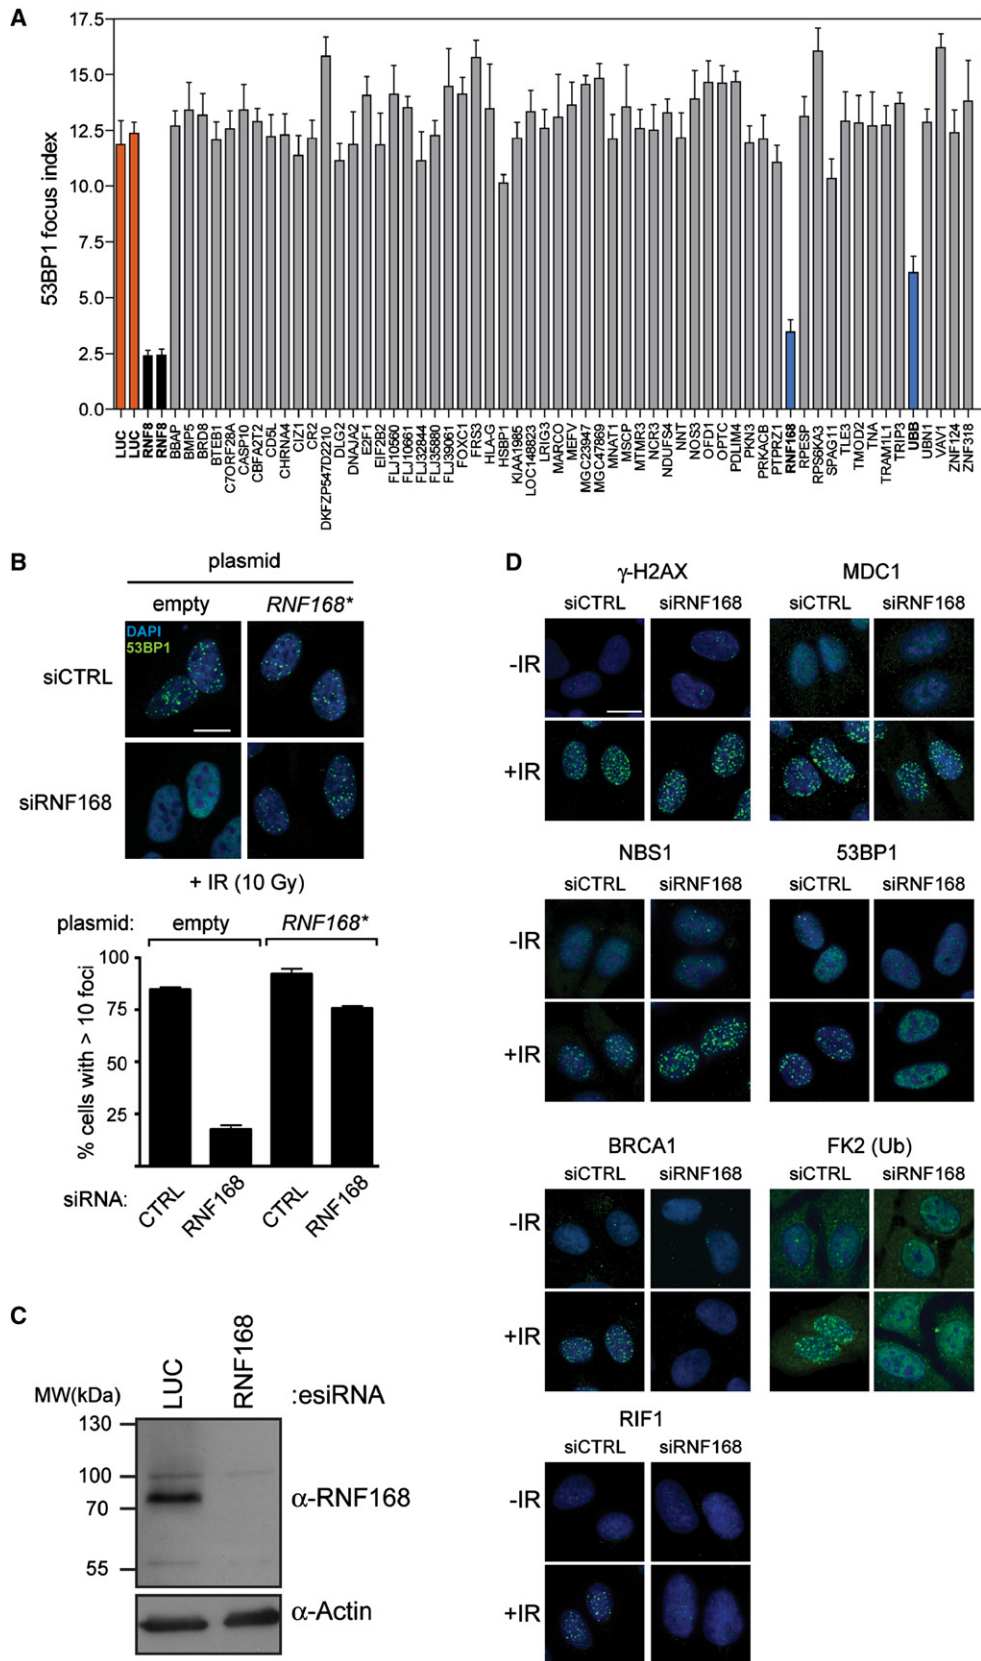 A
17.5
15.0
12.5
10.0
7.5
5.0
2.5
0.0
53BP1 focus index
LUC
LUC
RNF8
RNF8
BBAP
BMP5
BRD8
BTEB1
C7ORF28A
CASP10
CBFA2T2
CD5L
CHRNA4
CIZ1
CR2
DKFZP547D2210
DLG2
DNAJA2
E2F1
EIF2B2
FLJ10560
FLJ10661
FLJ32844
FLJ35880
FLJ39061
FOXC1
FRS3
HLA-G
HSBP1
KIAA1985
LOC148823
LRIG3
MARCO
MEFV
MGC23947
MGC47869
MNAT1
MSCP
MTMR3
NCR3
NDUFS4
NNT
NOS3
OFD1
OPTC
PDLIM4
PKN3
PRKACB
PTPRZ1
RNF168
RPESP
RPS6KA3
SPAG11
TLE3
TMOD2
TNA
TRAM1L1
TRIP3
UBB
UBN1
VAV1
ZNF124
ZNF318
B
plasmid
empty RNF168*
DAPI
53BP1
siCTRL
siRNF168
+ IR (10 Gy)
plasmid: empty RNF168*
100
75
50
25
% cells with > 10 foci
siRNA: CTRL RNF168 CTRL RNF168
C
LUC RNF168 :esiRNA
MW(kDa)
130
100
70
55
α-RNF168
α-Actin
D
γ-H2AX MDC1
siCTRL siRNF168 siCTRL siRNF168
-IR
+IR
NBS1 53BP1
siCTRL siRNF168 siCTRL siRNF168
-IR
+IR
BRCA1 FK2 (Ub)
siCTRL siRNF168 siCTRL siRNF168
-IR
+IR
RIF1
siCTRL siRNF168
-IR
+IR